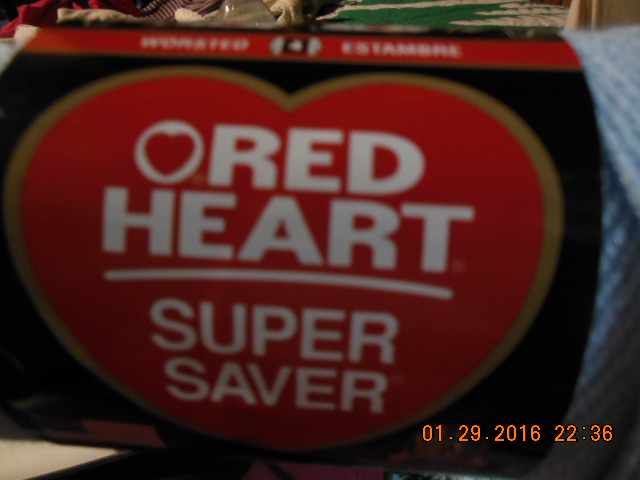 WORSTED 4 ESTAMBRE
RED
HEART
SUPER
SAVER
01.29.2016 22:36